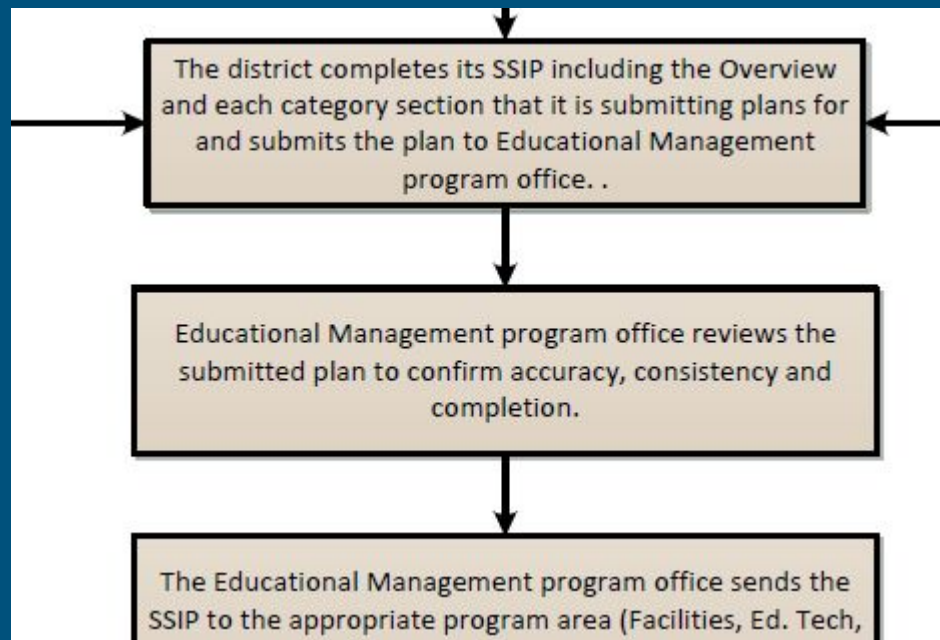 The district completes its SSIP including the Overview
and each category section that it is submitting plans for
and submits the plan to Educational Management
program office. .
Educational Management program office reviews the
submitted plan to confirm accuracy, consistency and
completion.
The Educational Management program office sends the
SSIP to the appropriate program area (Facilities, Ed. Tech,